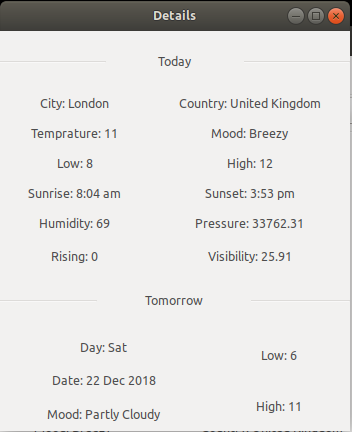 Details
Today
City: London
Country: United Kingdom
Temprature: 11
Mood: Breezy
Low: 8
High: 12
Sunrise: 8:04 am
Sunset: 3:53 pm
Humidity: 69
Pressure: 33762.31
Rising: 0
Visibility: 25.91
Tomorrow
Day: Sat
Low: 6
Date: 22 Dec 2018
High: 11
Mood: Partly Cloudy